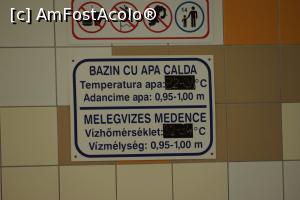 [c] AmFostAcolo®
14
BAZIN CU APA CALDA
Temperatura apa: °C
Adancime apa: 0,95-1,00 m
MELEGVIZES MEDENCE
Vízhőmérséklet: °C
Vízmélység: 0,95-1,00 m